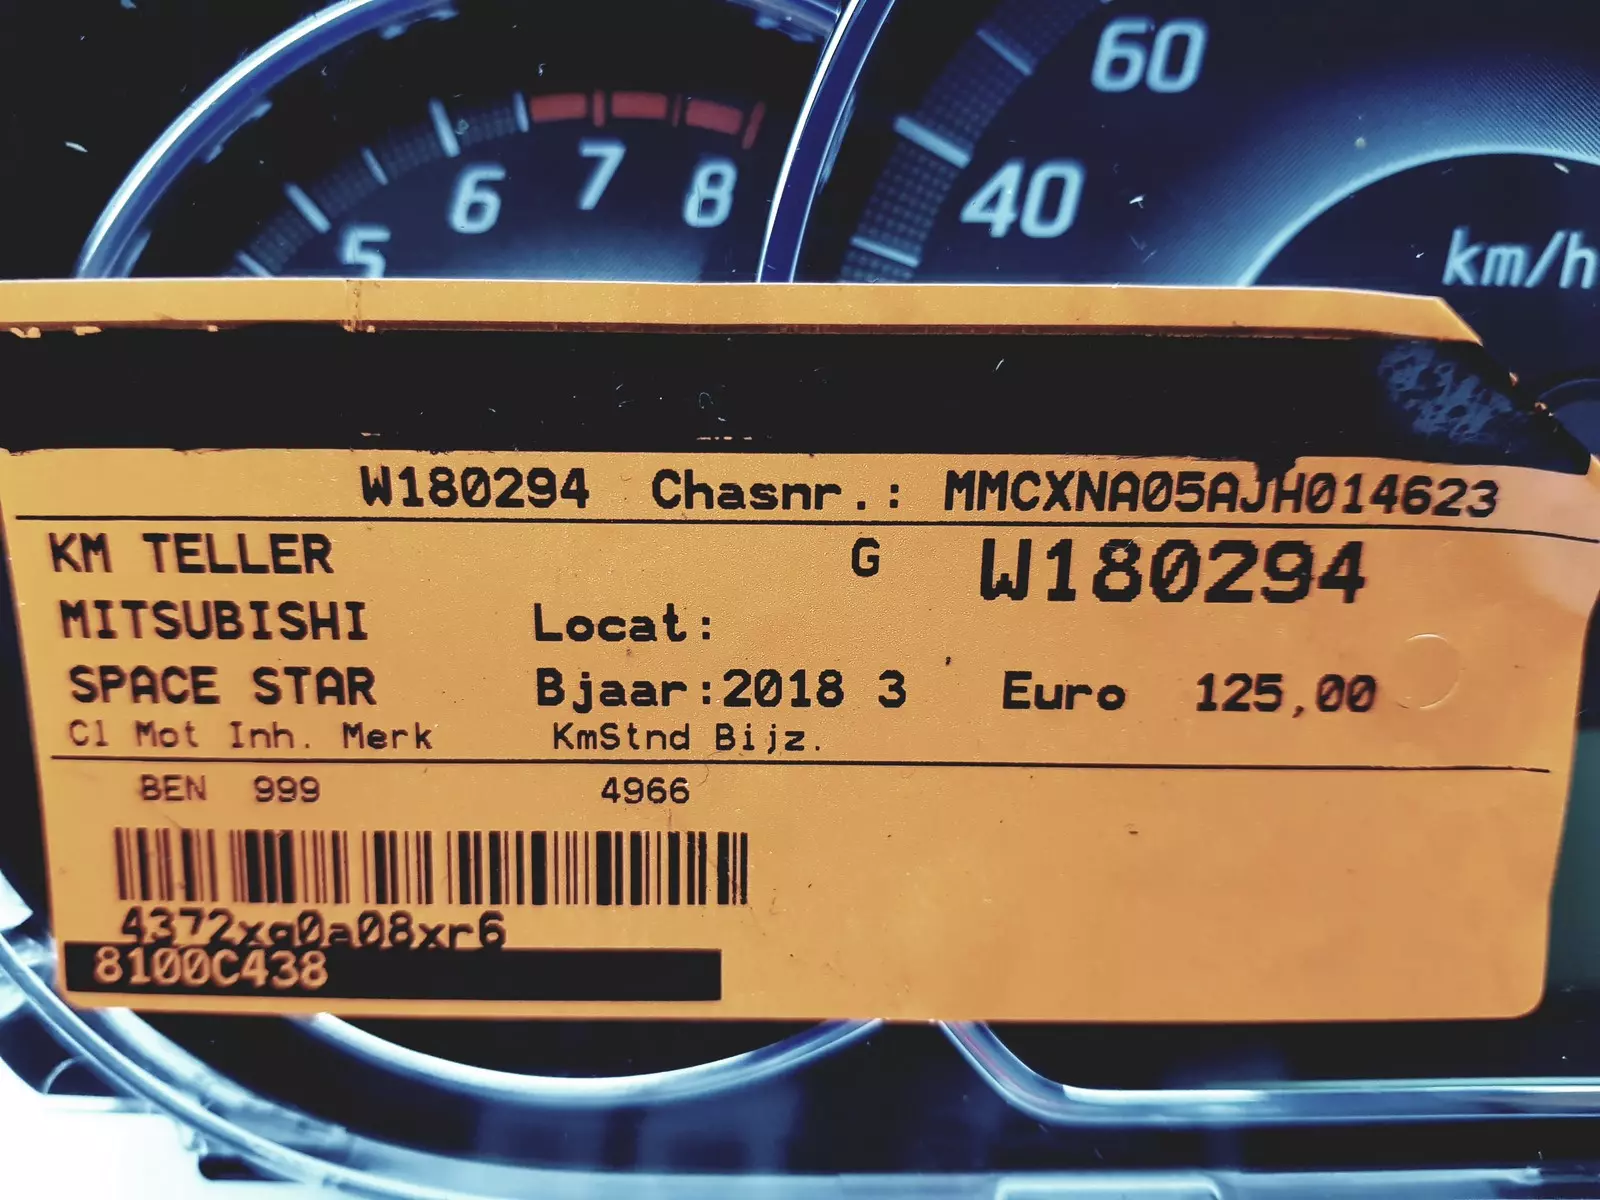 60
5 6 7 8
40
km/h
W180294 Chasnr.: MMCXNA05AJH014623
KM TELLER G W180294
MITSUBISHI Locat:
SPACE STAR Bjaar:2018 3 Euro 125,00
Cl Mot Inh. Merk KmStnd Bijz.
BEN 999 4966
4372xq0a08xr6
8100C438